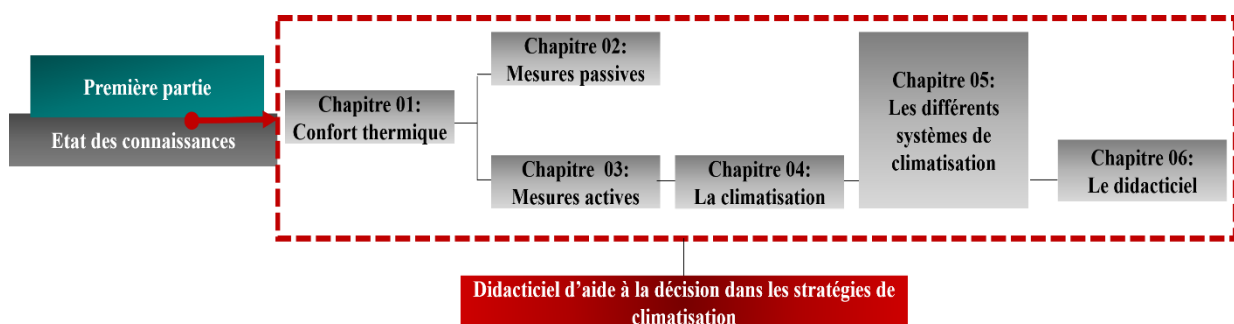 Première partie
Etat des connaissances
Chapitre 01:
Confort thermique
Chapitre 02:
Mesures passives
Chapitre 03:
Mesures actives
Chapitre 04:
La climatisation
Chapitre 05:
Les différents
systèmes de
climatisation
Chapitre 06:
Le didacticiel
Didacticiel d’aide à la décision dans les stratégies de
climatisation